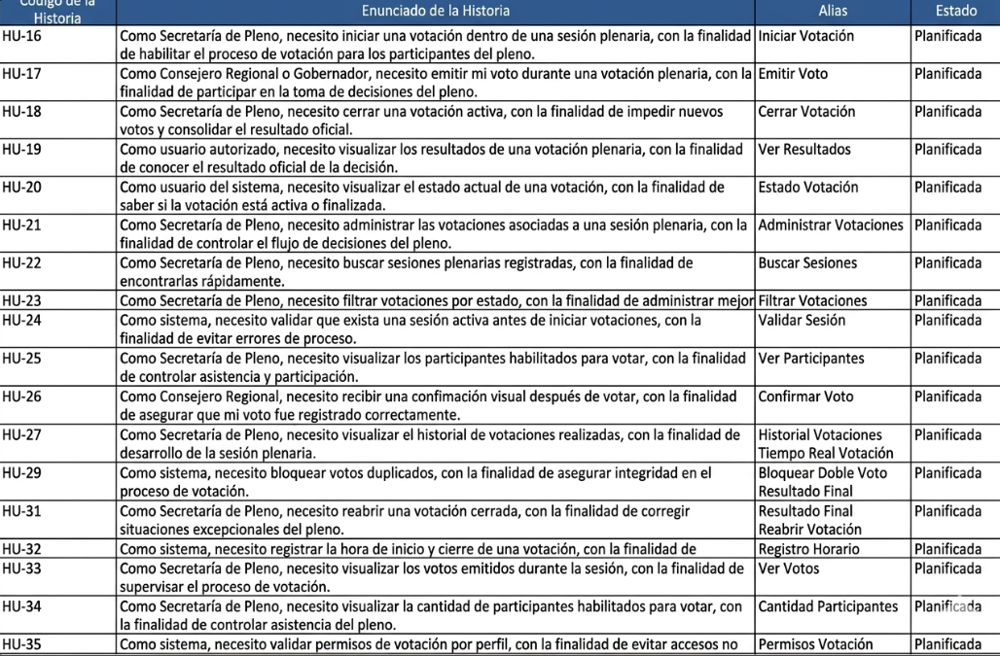 Código de la Historia | Enunciado de la Historia | Alias | Estado
HU-16 | Como Secretaría de Pleno, necesito iniciar una votación dentro de una sesión plenaria, con la finalidad | Iniciar Votación | Planificada
de habilitar el proceso de votación para los participantes del pleno.
HU-17 | Como Consejero Regional o Gobernador, necesito emitir mi voto durante una votación plenaria, con la | Emitir Voto | Planificada
finalidad de participar en la toma de decisiones del pleno.
HU-18 | Como Secretaría de Pleno, necesito cerrar una votación activa, con la finalidad de impedir nuevos | Cerrar Votación | Planificada
votos y consolidar el resultado oficial.
HU-19 | Como usuario autorizado, necesito visualizar los resultados de una votación plenaria, con la finalidad | Ver Resultados | Planificada
de conocer el resultado oficial de la decisión.
HU-20 | Como usuario del sistema, necesito visualizar el estado actual de una votación, con la finalidad de | Estado Votación | Planificada
saber si la votación está activa o finalizada.
HU-21 | Como Secretaría de Pleno, necesito administrar las votaciones asociadas a una sesión plenaria, con la | Administrar Votaciones | Planificada
finalidad de controlar el flujo de decisiones del pleno.
HU-22 | Como Secretaría de Pleno, necesito buscar sesiones plenarias registradas, con la finalidad de | Buscar Sesiones | Planificada
encontrarlas rápidamente.
HU-23 | Como Secretaría de Pleno, necesito filtrar votaciones por estado, con la finalidad de administrar mejor | Filtrar Votaciones | Planificada
HU-24 | Como sistema, necesito validar que exista una sesión activa antes de iniciar votaciones, con la | Validar Sesión | Planificada
finalidad de evitar errores de proceso.
HU-25 | Como Secretaría de Pleno, necesito visualizar los participantes habilitados para votar, con la finalidad | Ver Participantes | Planificada
de controlar asistencia y participación.
HU-26 | Como Consejero Regional, necesito recibir una confimación visual después de votar, con la finalidad | Confirmar Voto | Planificada
de asegurar que mi voto fue registrado correctamente.
HU-27 | Como Secretaría de Pleno, necesito visualizar el historial de votaciones realizadas, con la finalidad de | Historial Votaciones | Planificada
desarrollo de la sesión plenaria. | Tiempo Real Votación
HU-29 | Como sistema, necesito bloquear votos duplicados, con la finalidad de asegurar integridad en el | Bloquear Doble Voto | Planificada
proceso de votación. | Resultado Final
HU-31 | Como Secretaría de Pleno, necesito reabrir una votación cerrada, con la finalidad de corregir | Resultado Final | Planificada
situaciones excepcionales del pleno. | Reabrir Votación
HU-32 | Como sistema, necesito registrar la hora de inicio y cierre de una votación, con la finalidad de | Registro Horario | Planificada
HU-33 | Como Secretaría de Pleno, necesito visualizar los votos emitidos durante la sesión, con la finalidad de | Ver Votos | Planificada
supervisar el proceso de votación.
HU-34 | Como Secretaría de Pleno, necesito visualizar la cantidad de participantes habilitados para votar, con | Cantidad Participantes | Planificada
la finalidad de controlar asistencia del pleno.
HU-35 | Como sistema, necesito validar permisos de votación por perfil, con la finalidad de evitar accesos no | Permisos Votación | Planificada